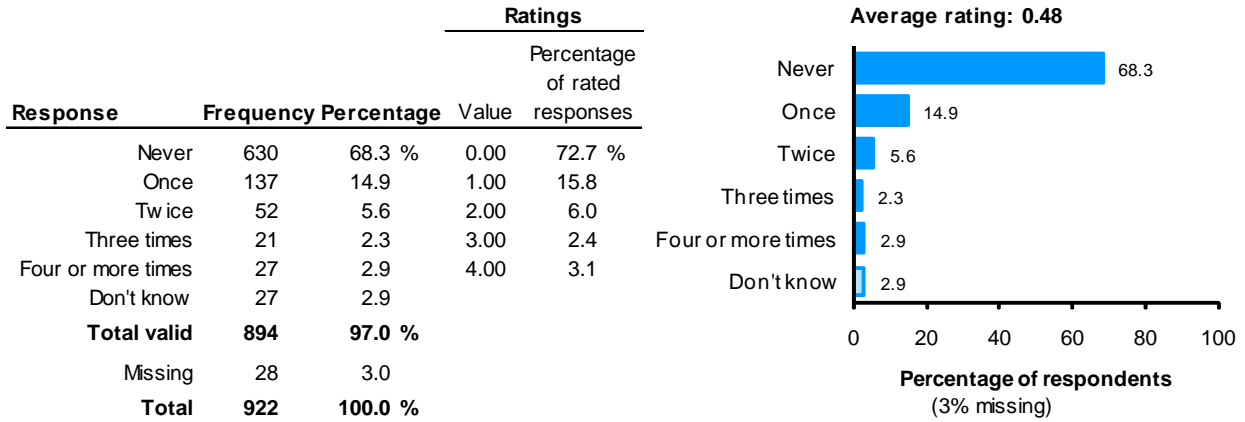 Ratings
Response Frequency Percentage Value Percentage of rated responses
Never 630 68.3 % 0.00 72.7 %
Once 137 14.9 1.00 15.8
Twice 52 5.6 2.00 6.0
Three times 21 2.3 3.00 2.4
Four or more times 27 2.9 4.00 3.1
Don't know 27 2.9
Total valid 894 97.0 %
Missing 28 3.0
Total 922 100.0 %
Average rating: 0.48
Never 68.3
Once 14.9
Twice 5.6
Three times 2.3
Four or more times 2.9
Don't know 2.9
0 20 40 60 80 100
Percentage of respondents
(3% missing)